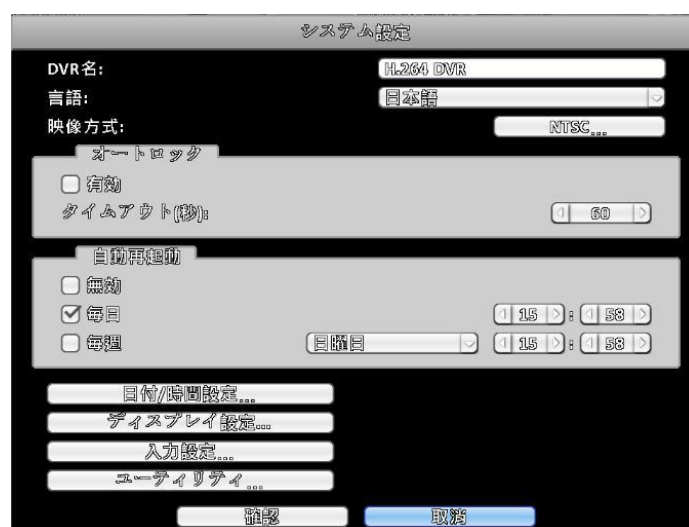 システム設定
DVR名: H.264 DVR
言語: 日本語
映像方式: NTSC...
オートロック
有効
タイムアウト(秒): 60
自動再起動
無効
毎日 15 : 58
毎週 日曜日 15 : 58
日付/時間設定...
ディスプレイ設定...
入力設定...
ユーティリティ...
確認 取消